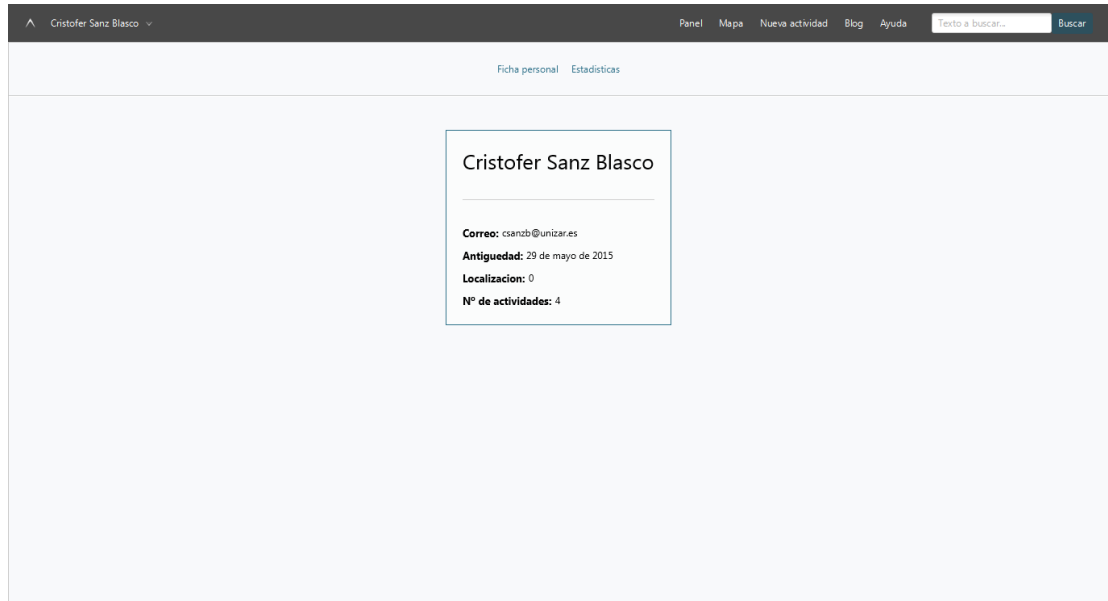 Cristofer Sanz Blasco
Panel Mapa Nueva actividad Blog Ayuda Texto a buscar... Buscar
Ficha personal Estadisticas
Cristofer Sanz Blasco
Correo: csanzb@unizar.es
Antiguedad: 29 de mayo de 2015
Localizacion: 0
Nº de actividades: 4